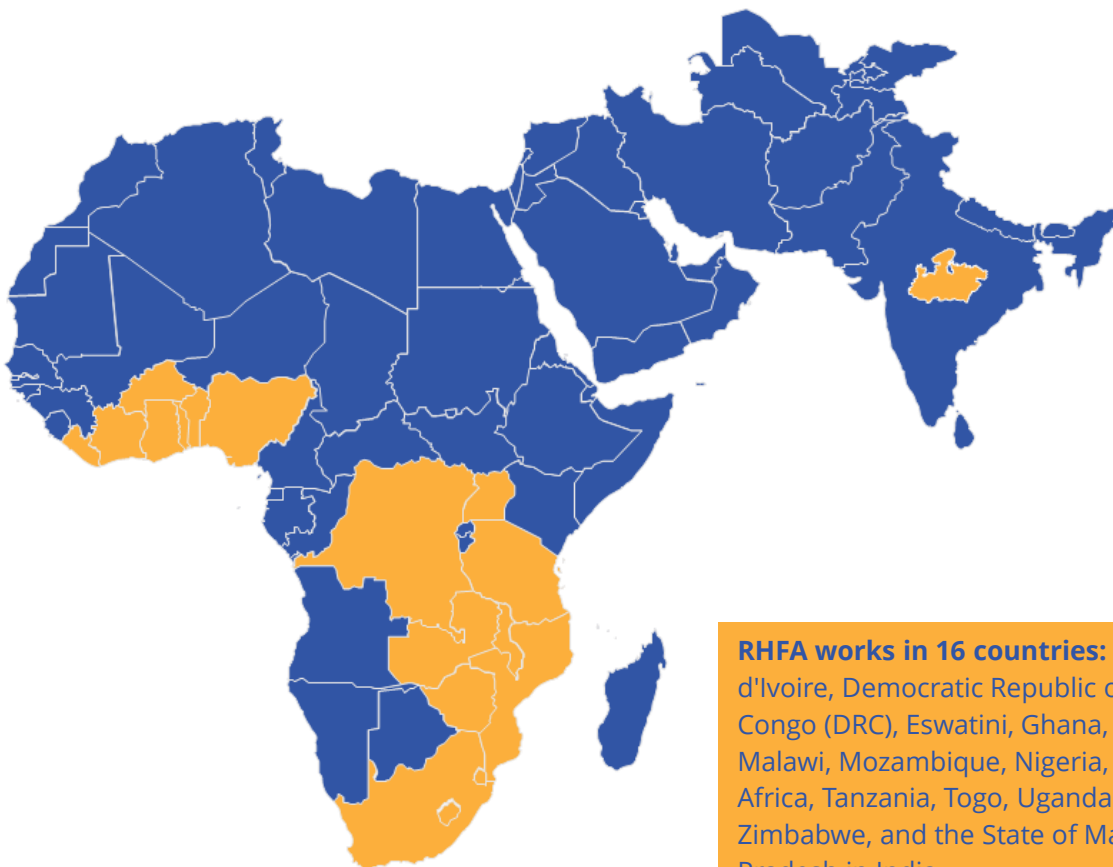 RHFA works in 16 countries:
d'Ivoire, Democratic Republic
Congo (DRC), Eswatini, Ghana,
Malawi, Mozambique, Nigeria,
Africa, Tanzania, Togo, Uganda
Zimbabwe, and the State of